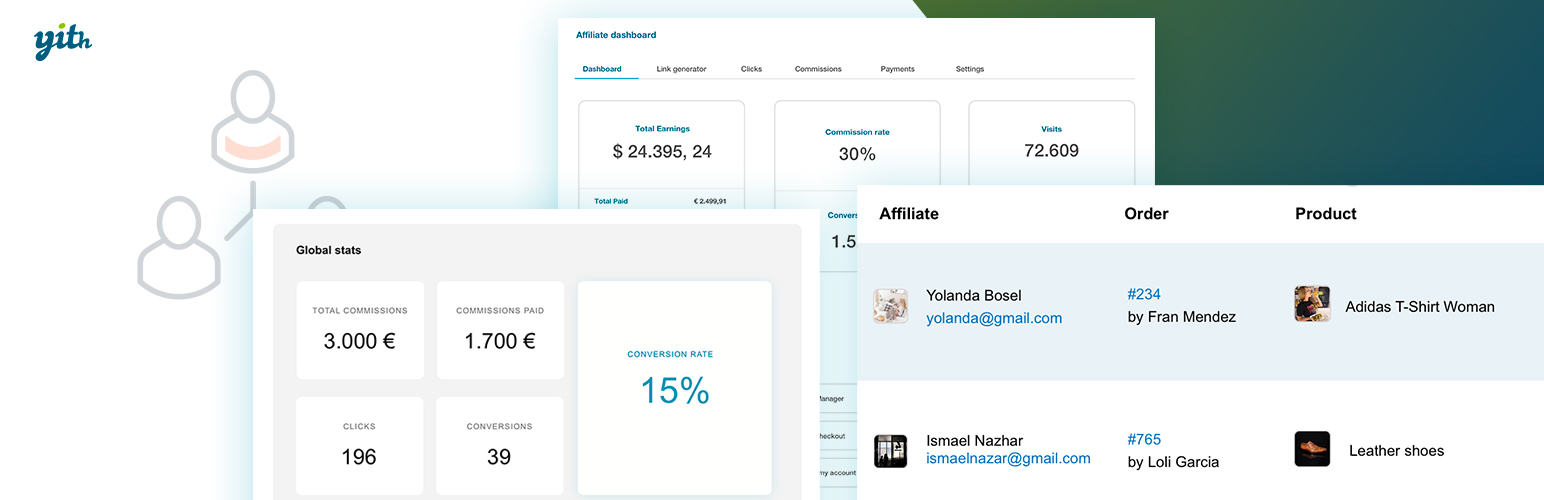 yith
Affiliate dashboard
Dashboard Link generator Clicks Commissions Payments Settings
Total Earnings
$ 24.395, 24
Total Paid € 2.499,91
Commission rate
30%
Visits
72.609
1.5
Manager
my account
Global stats
TOTAL COMMISSIONS
3.000 €
COMMISSIONS PAID
1.700 €
CLICKS
196
CONVERSIONS
39
CONVERSION RATE
15%
Affiliate Order Product
Yolanda Bosel
yolanda@gmail.com
#234
by Fran Mendez
Adidas T-Shirt Woman
Ismael Nazhar
ismaelnazar@gmail.com
#765
by Loli Garcia
Leather shoes